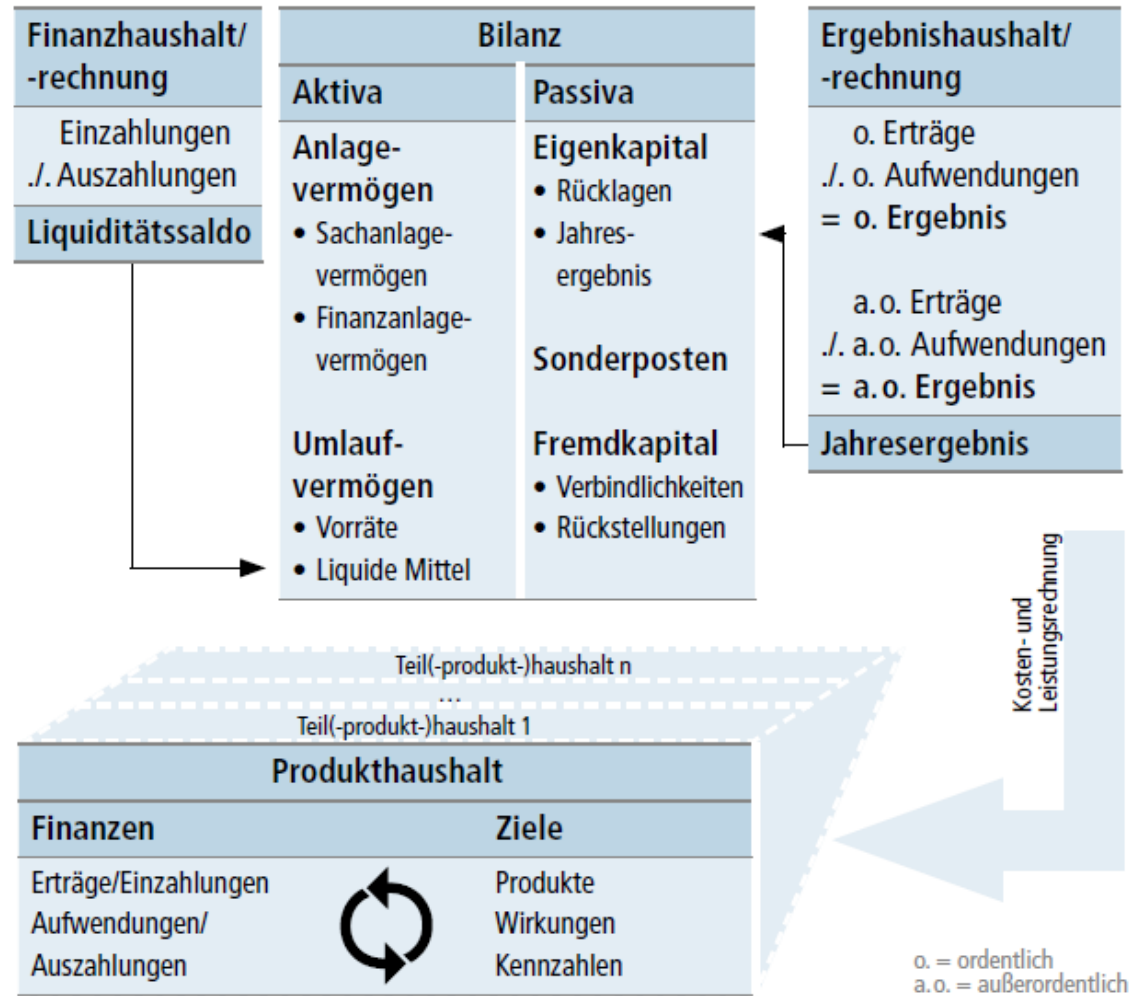 Finanzhaushalt/
-rechnung
Einzahlungen
./. Auszahlungen
Liquiditätssaldo
Bilanz
Aktiva
Anlage-
vermögen
• Sachanlage-
vermögen
• Finanzanlage-
vermögen
Umlauf-
vermögen
• Vorräte
• Liquide Mittel
Passiva
Eigenkapital
• Rücklagen
• Jahres-
ergebnis
Sonderposten
Fremdkapital
• Verbindlichkeiten
• Rückstellungen
Ergebnishaushalt/
-rechnung
o. Erträge
./. o. Aufwendungen
= o. Ergebnis
a.o. Erträge
./. a.o. Aufwendungen
= a.o. Ergebnis
Jahresergebnis
Kosten- und
Leistungsrechnung
Teil(-produkt-)haushalt n
...
Teil(-produkt-)haushalt 1
Produkthaushalt
Finanzen
Erträge/Einzahlungen
Aufwendungen/
Auszahlungen
Ziele
Produkte
Wirkungen
Kennzahlen
o. = ordentlich
a.o. = außerordentlich